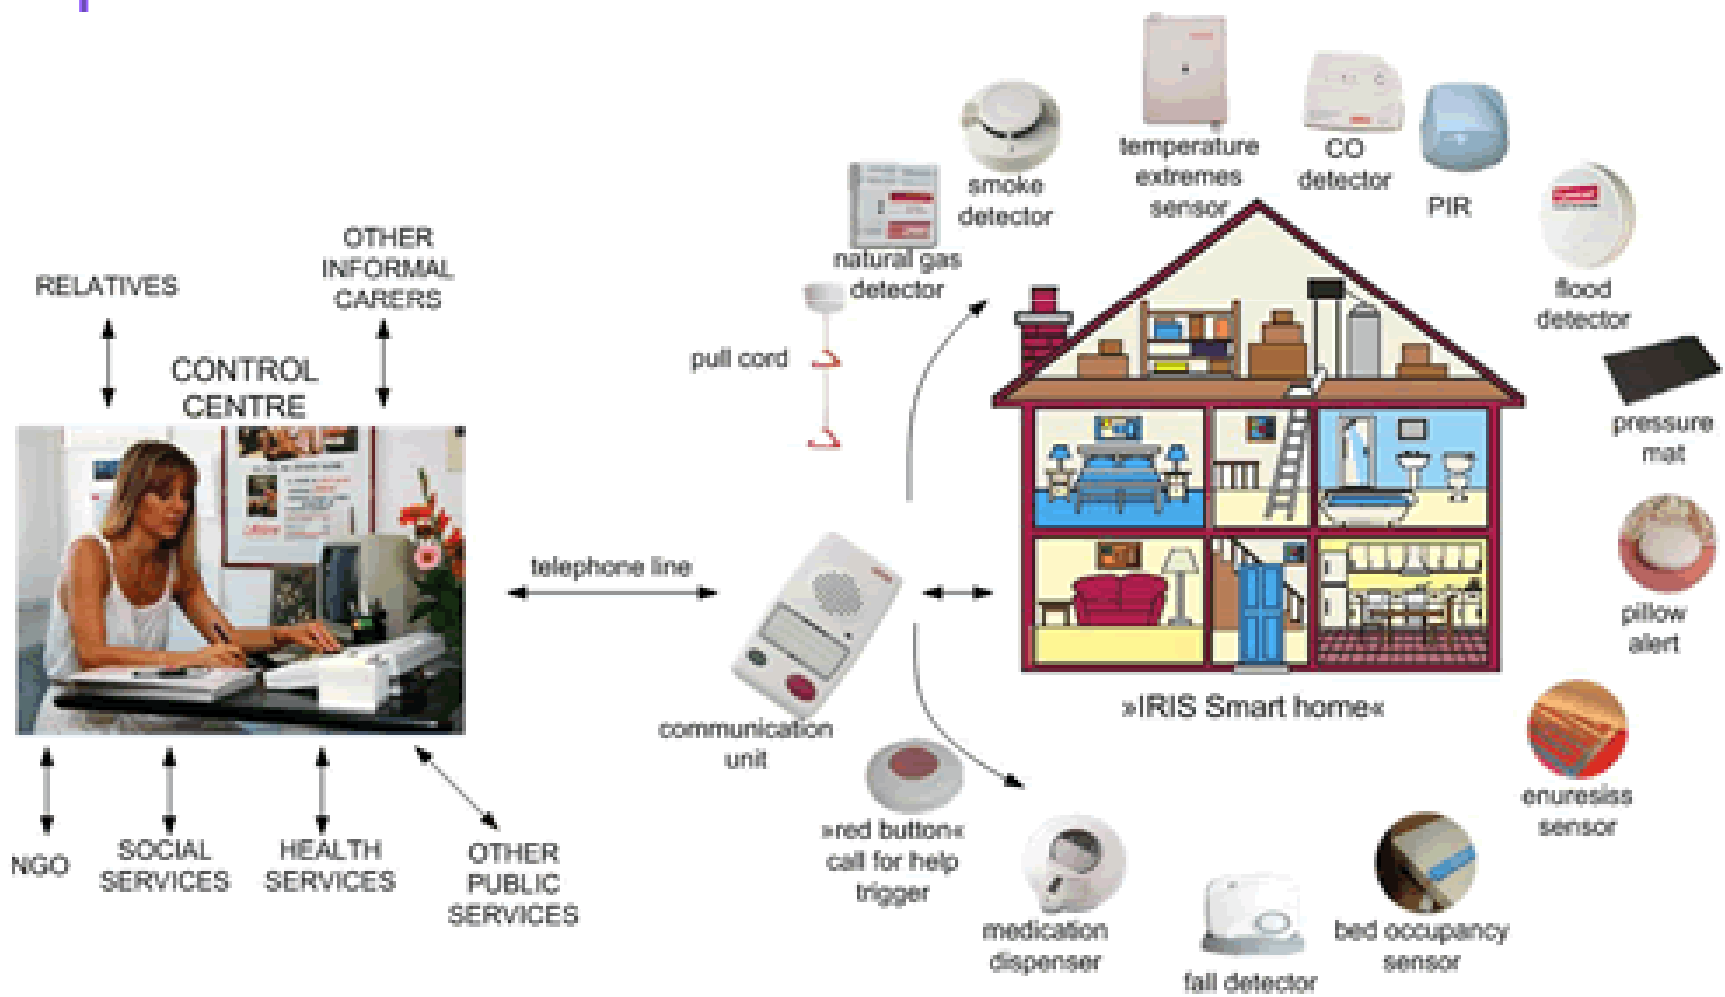 RELATIVES
OTHER
INFORMAL
CARERS
CONTROL
CENTRE
NGO
SOCIAL
SERVICES
HEALTH
SERVICES
OTHER
PUBLIC
SERVICES
telephone line
communication
unit
pull cord
natural gas
detector
smoke
detector
temperature
extremes
sensor
CO
detector
PIR
flood
detector
pressure
mat
pillow
alert
enuresiss
sensor
bed occupancy
sensor
fall detector
medication
dispenser
»red button«
call for help
trigger
»IRIS Smart home«